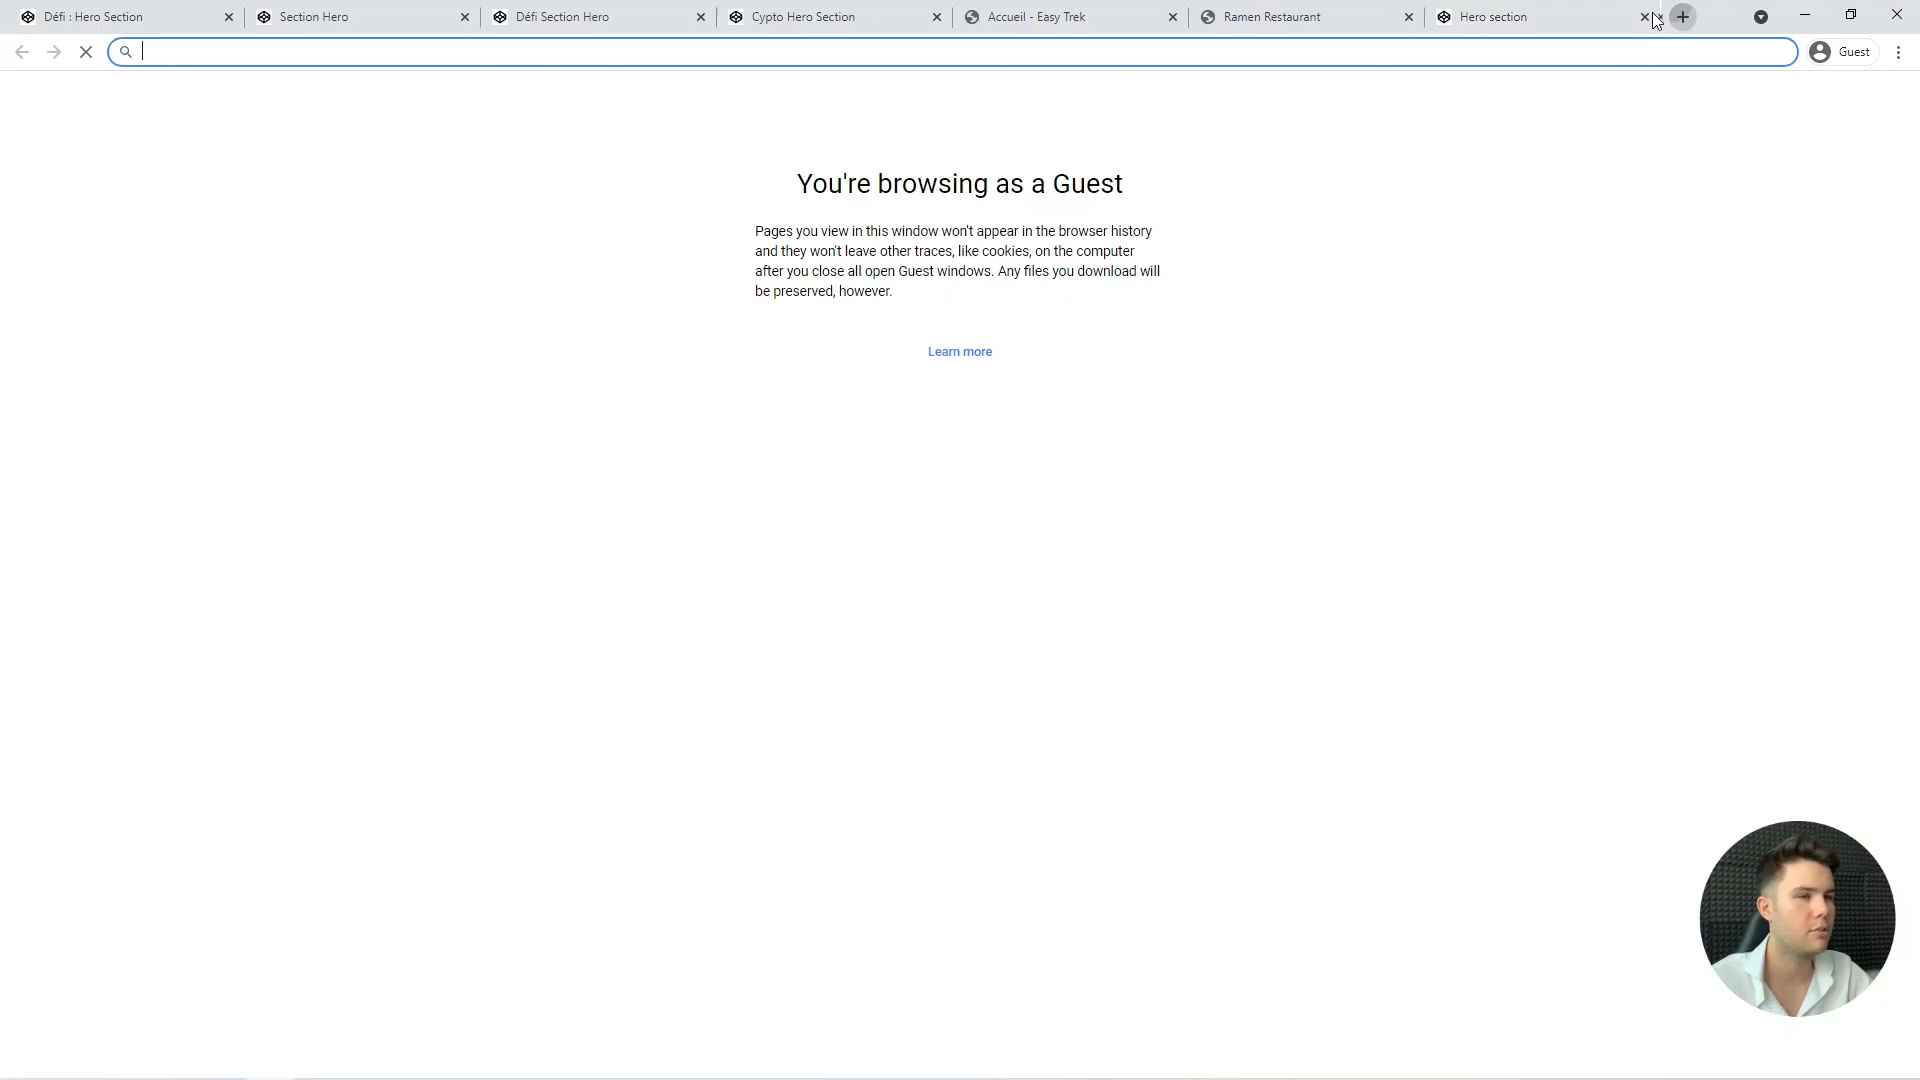 Défi : Hero Section
Section Hero
Défi Section Hero
Cypto Hero Section
Accueil - Easy Trek
Ramen Restaurant
Hero section
Guest
You're browsing as a Guest
Pages you view in this window won't appear in the browser history
and they won't leave other traces, like cookies, on the computer
after you close all open Guest windows. Any files you download will
be preserved, however.
Learn more